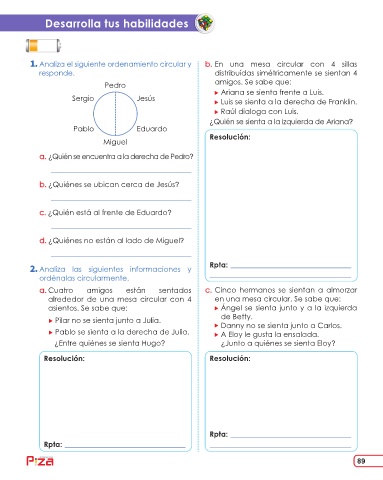 Desarrolla tus habilidades
1. Analiza el siguiente ordenamiento circular y
responde.
Pedro
Sergio
Jesús
Pablo
Eduardo
Miguel
a. ¿Quién se encuentra a la derecha de Pedro?
b. ¿Quiénes se ubican cerca de Jesús?
c. ¿Quién está al frente de Eduardo?
d. ¿Quiénes no están al lado de Miguel?
2. Analiza las siguientes informaciones y
ordénalas circularmente.
a. Cuatro amigos están sentados
alrededor de una mesa circular con 4
asientos. Se sabe que:
Pilar no se sienta junto a Julia.
Pablo se sienta a la derecha de Julio.
¿Entre quiénes se sienta Hugo?
Resolución:
Rpta:
b. En una mesa circular con 4 sillas
distribuidas simétricamente se sientan 4
amigos. Se sabe que:
Ariana se sienta frente a Luis.
Luis se sienta a la derecha de Franklin.
Raúl dialoga con Luis.
¿Quién se sienta a la izquierda de Ariana?
Resolución:
Rpta:
c. Cinco hermanos se sientan a almorzar
en una mesa circular. Se sabe que:
Ángel se sienta junto y a la izquierda
de Betty.
Danny no se sienta junto a Carlos.
A Eloy le gusta la ensalada.
¿Junto a quiénes se sienta Eloy?
Resolución:
Rpta:
Piza
89